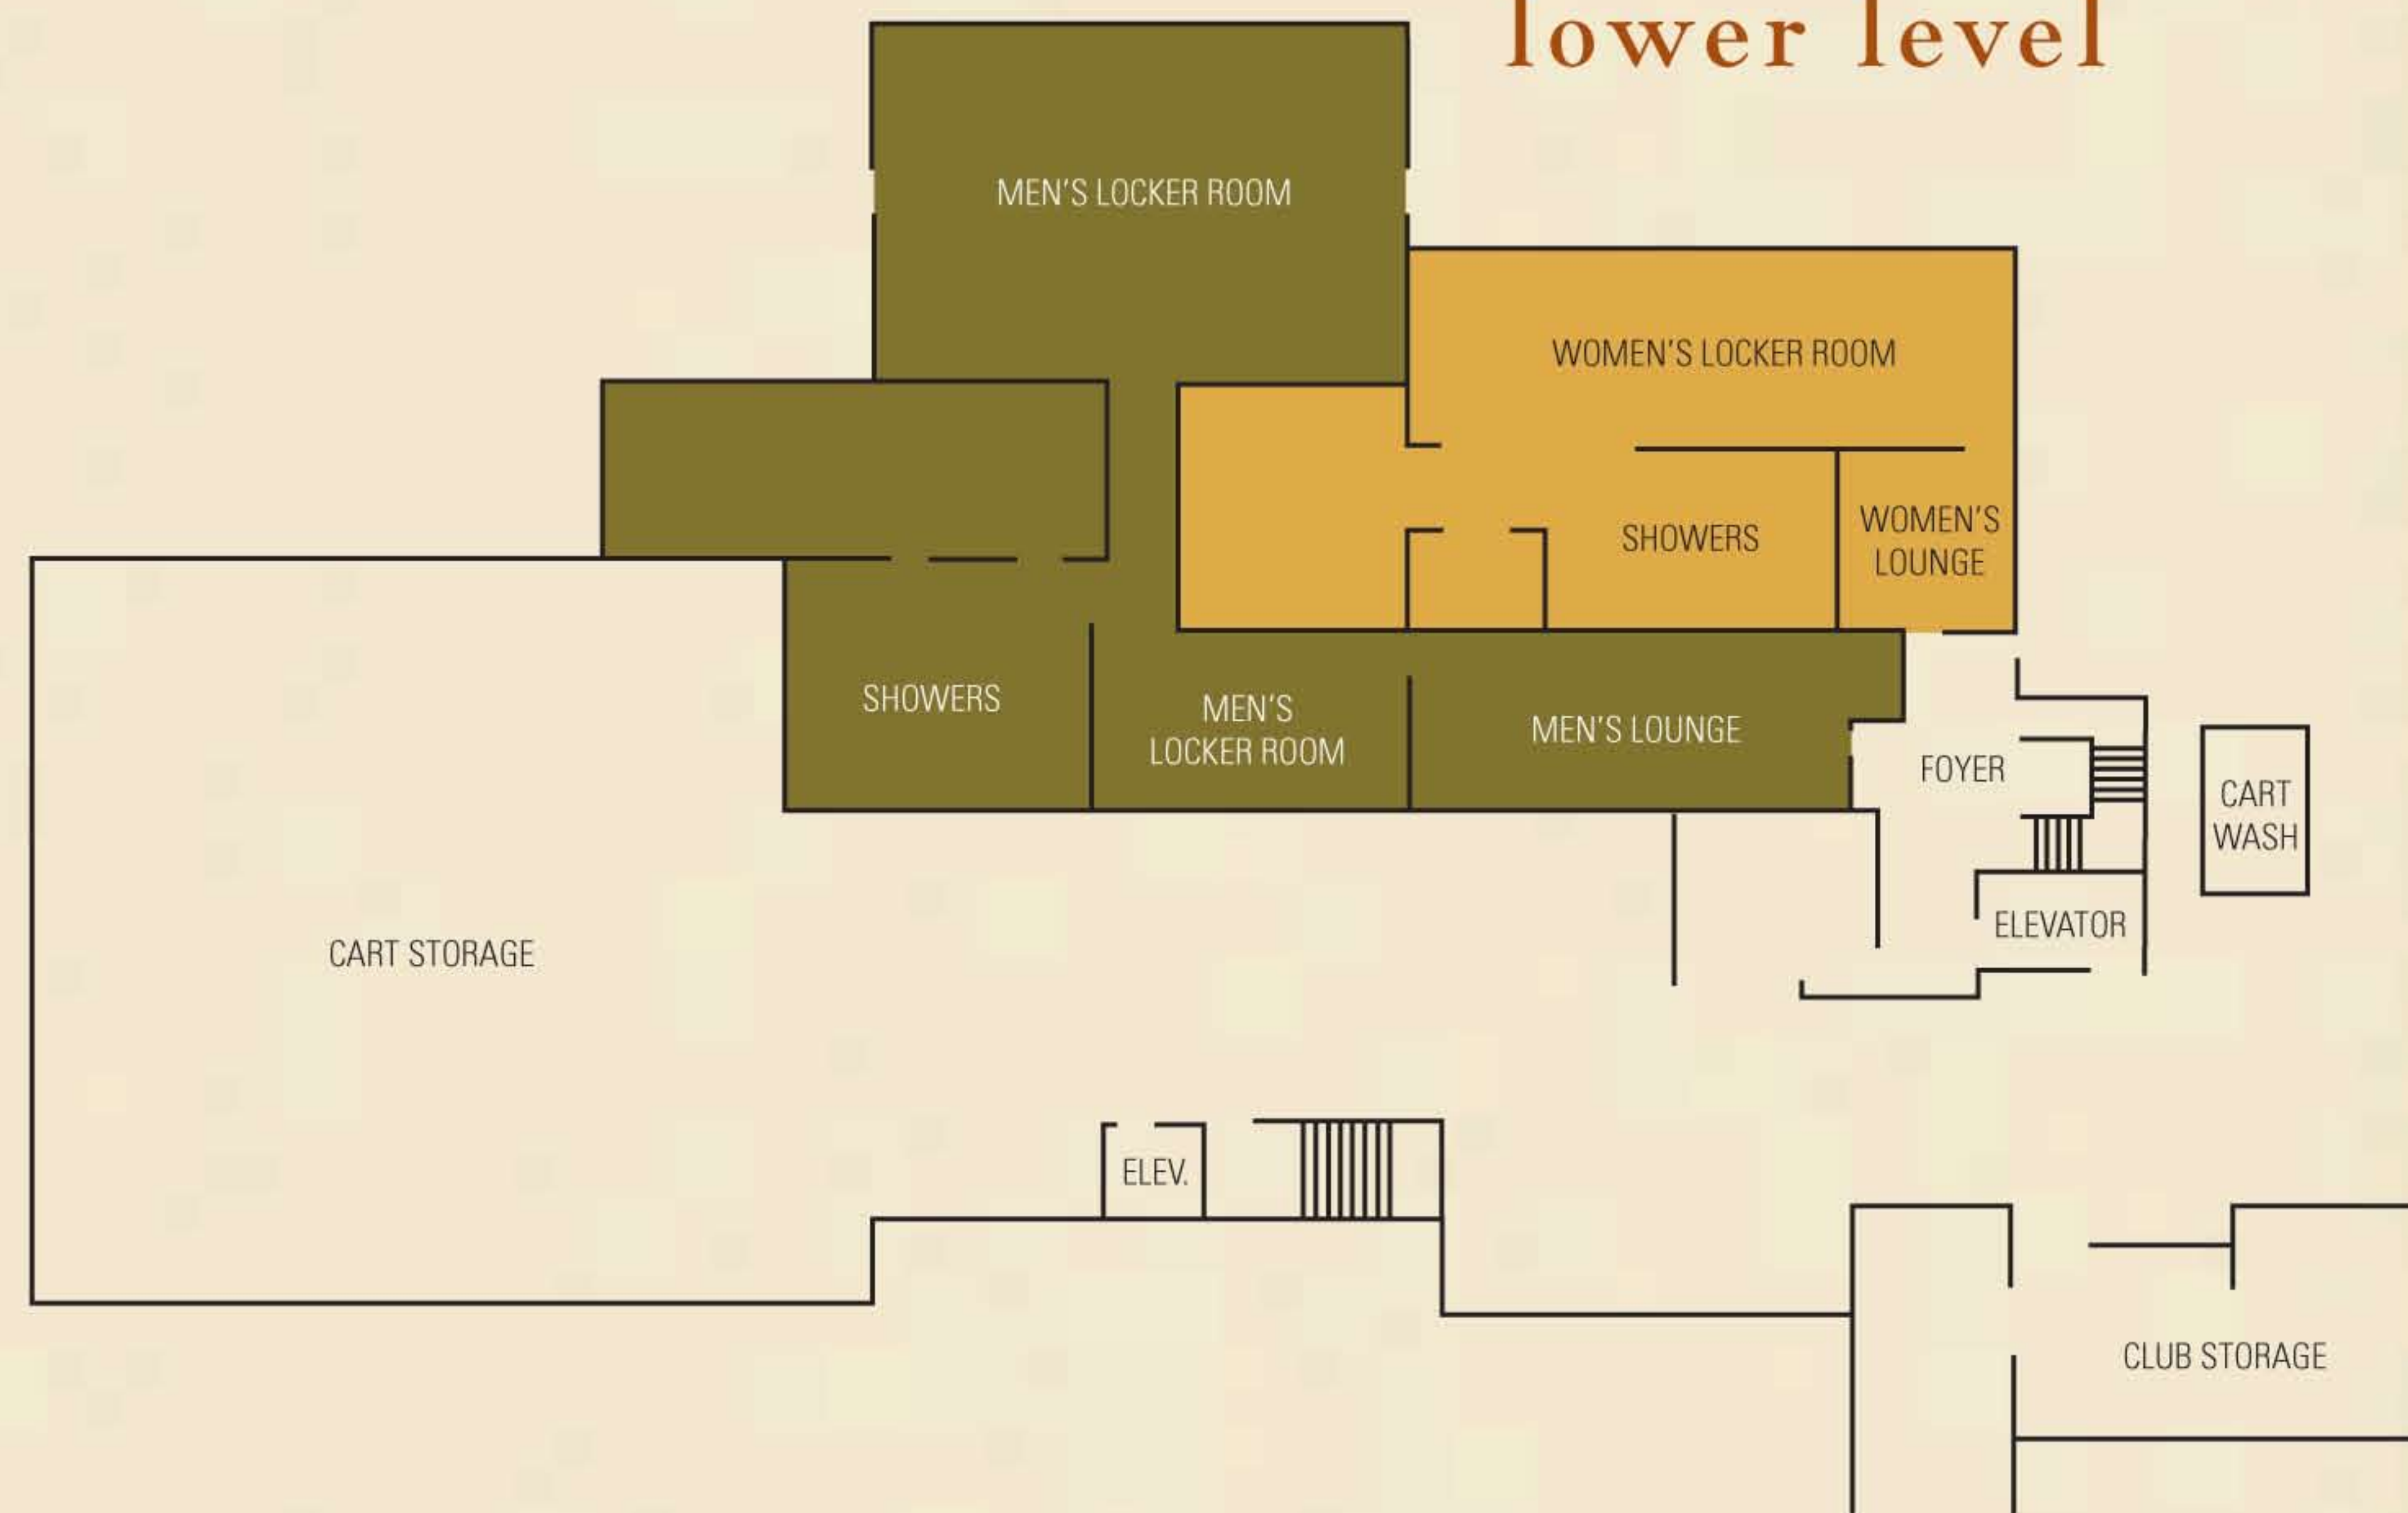 lower level
MEN'S LOCKER ROOM
WOMEN'S LOCKER ROOM
SHOWERS
WOMEN'S
LOUNGE
SHOWERS
MEN'S
LOCKER ROOM
MEN'S LOUNGE
FOYER
CART
WASH
ELEVATOR
CART STORAGE
ELEV.
CLUB STORAGE